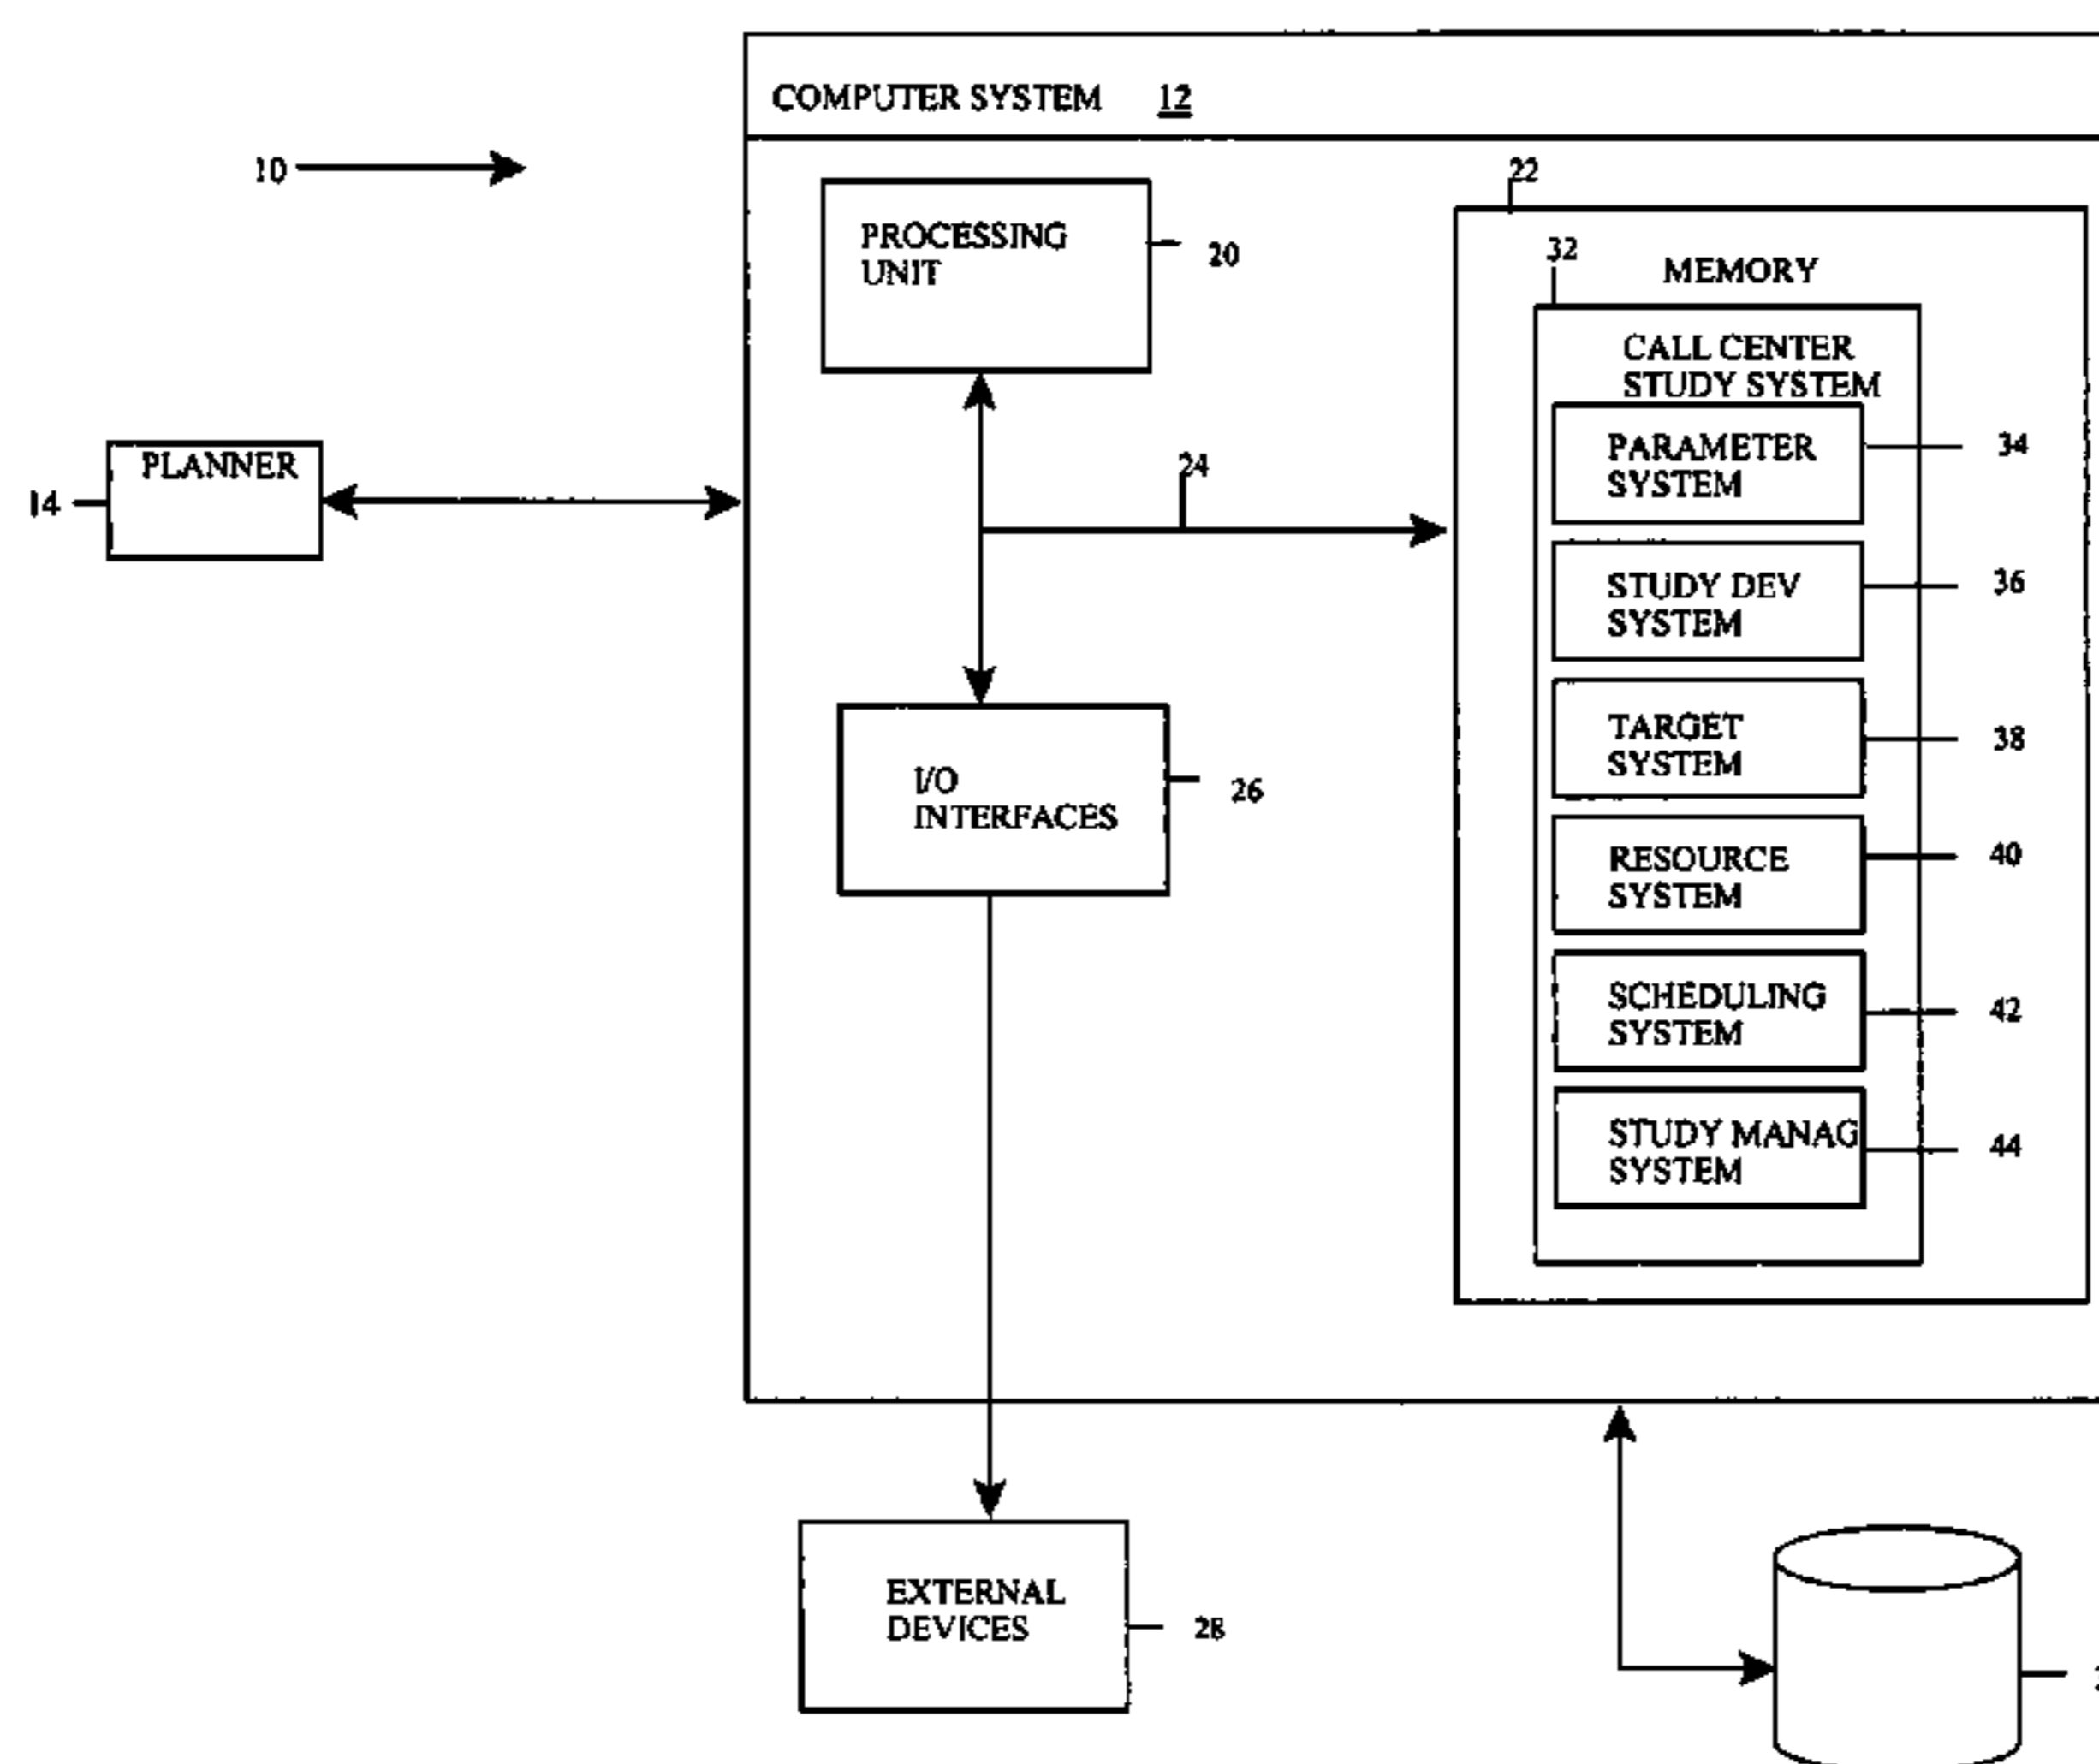 COMPUTER SYSTEM 12
10
22
PROCESSING
UNIT
20
32
MEMORY
CALL CENTER
STUDY SYSTEM
PARAMETER
SYSTEM
34
24
PLANNER
14
STUDY DEV
SYSTEM
36
TARGET
SYSTEM
38
I/O
INTERFACES
26
RESOURCE
SYSTEM
40
SCHEDULING
SYSTEM
42
STUDY MANAG
SYSTEM
44
EXTERNAL
DEVICES
28